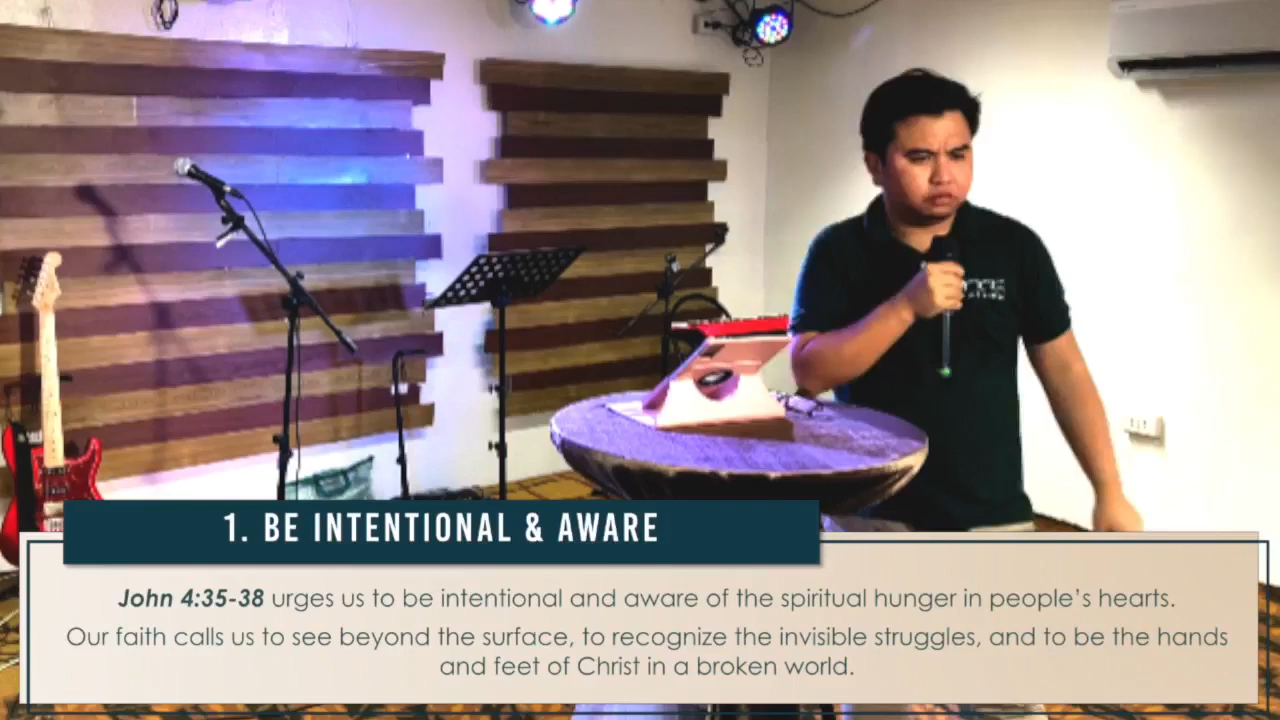 1. BE INTENTIONAL & AWARE
John 4:35-38 urges us to be intentional and aware of the spiritual hunger in people's hearts.
Our faith calls us to see beyond the surface, to recognize the invisible struggles, and to be the hands
and feet of Christ in a broken world.